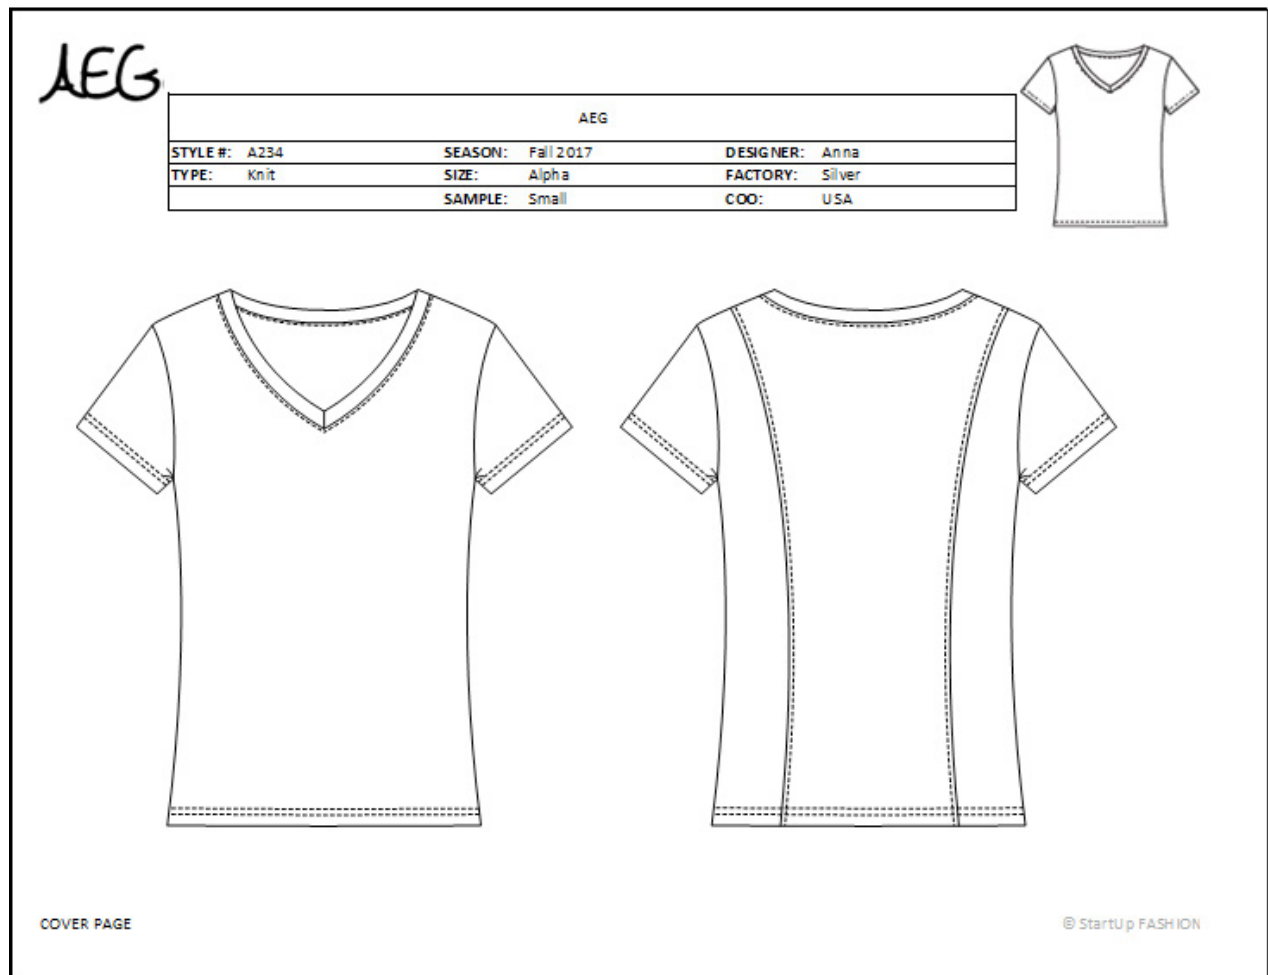 AEG
AEG
STYLE #: A234 SEASON: Fall 2017 DESIGNER: Anna
TYPE: Knit SIZE: Alpha FACTORY: Silver
SAMPLE: Small COO: USA
COVER PAGE © StartUp FASHION